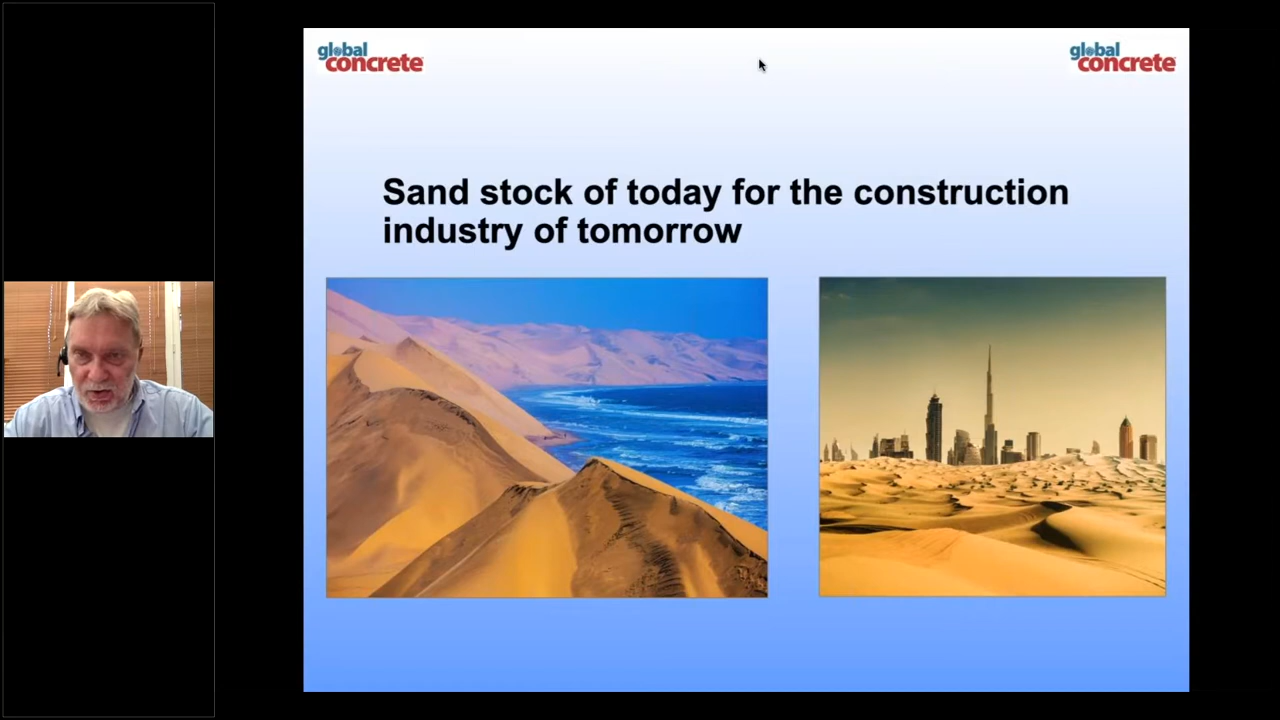 global
concrete
global
concrete
Sand stock of today for the construction
industry of tomorrow